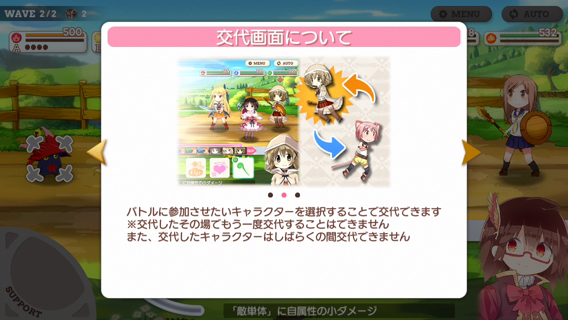 WAVE 2/2
2
500
MENU
AUTO
532
交代画面について
MENU
AUTO
バトルに参加させたいキャラクターを選択することで交代できます
※交代したその場でもう一度交代することはできません
また、交代したキャラクターはしばらくの間交代できません
SUPPORT
「敵単体」に自属性の小ダメージ